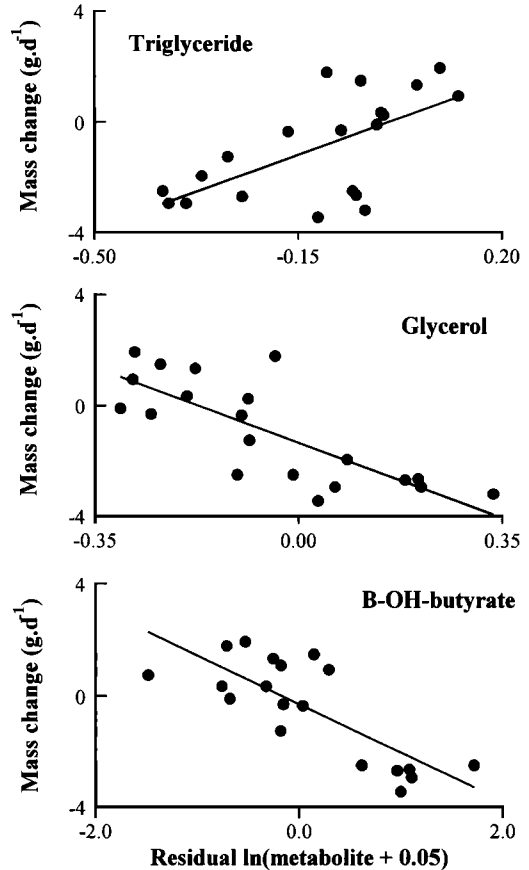 4
Triglyceride
Mass change (g.d-1)
0
-4
-0.50 -0.15 0.20
4
Glycerol
Mass change (g.d-1)
0
-4
-0.35 0.00 0.35
4
B-OH-butyrate
Mass change (g.d-1)
0
-4
-2.0 0.0 2.0
Residual ln(metabolite + 0.05)